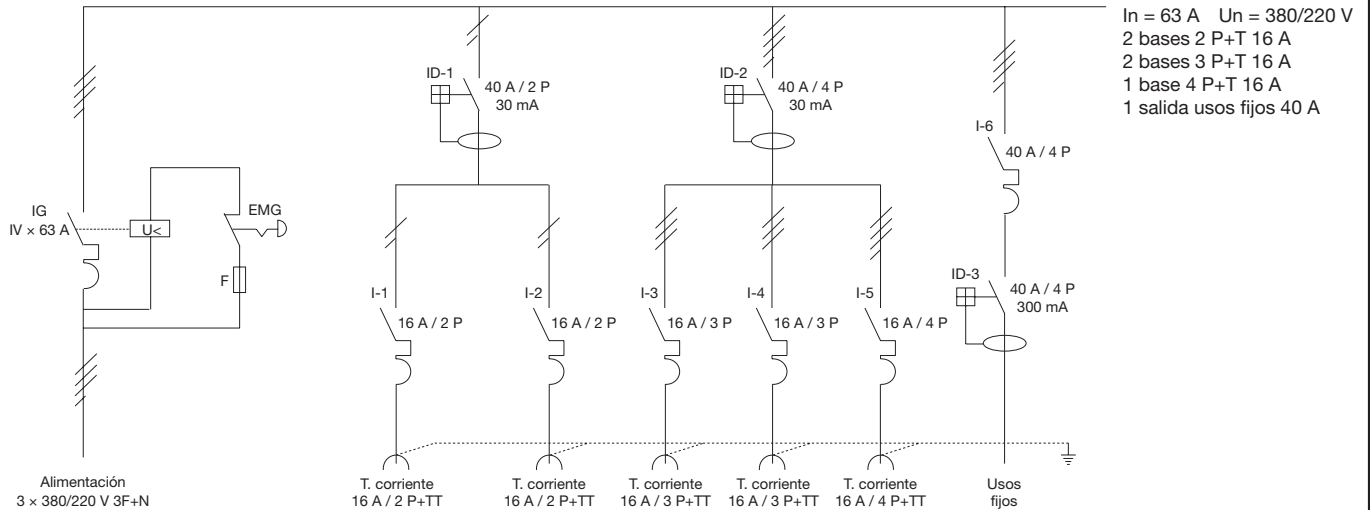 In = 63 A Un = 380/220 V
2 bases 2 P+T 16 A
2 bases 3 P+T 16 A
1 base 4 P+T 16 A
1 salida usos fijos 40 A
ID-1
40 A / 2 P
30 mA
ID-2
40 A / 4 P
30 mA
I-6
40 A / 4 P
IG
IV × 63 A
U<
EMG
F
ID-3
40 A / 4 P
300 mA
I-1
16 A / 2 P
I-2
16 A / 2 P
I-3
16 A / 3 P
I-4
16 A / 3 P
I-5
16 A / 4 P
Alimentación
3 × 380/220 V 3F+N
T. corriente
16 A / 2 P+TT
T. corriente
16 A / 2 P+TT
T. corriente
16 A / 3 P+TT
T. corriente
16 A / 3 P+TT
T. corriente
16 A / 4 P+TT
Usos
fijos